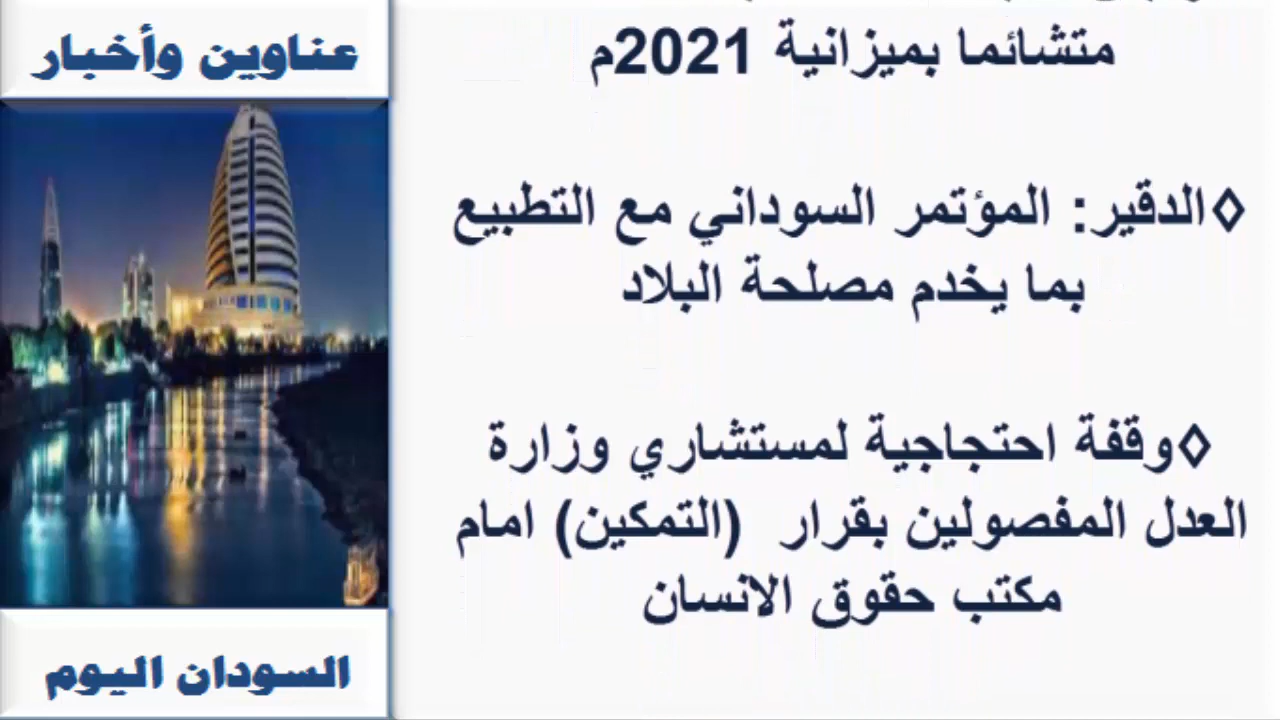 عناوين وأخبار
متشائما بميزانية 2021م
◊الدقير: المؤتمر السوداني مع التطبيع
بما يخدم مصلحة البلاد
◊وقفة احتجاجية لمستشاري وزارة
العدل المفصولين بقرار (التمكين) امام
مكتب حقوق الانسان
السودان اليوم